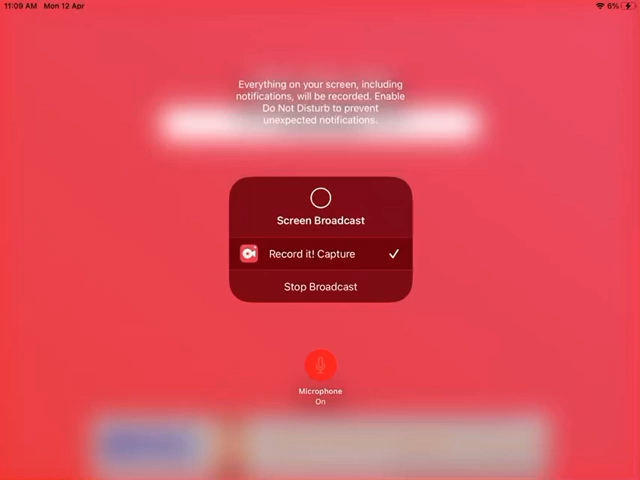 11:09 AM Mon 12 Apr 6%
Everything on your screen, including
notifications, will be recorded. Enable
Do Not Disturb to prevent
unexpected notifications.
Screen Broadcast
Record it! Capture
Stop Broadcast
Microphone
On